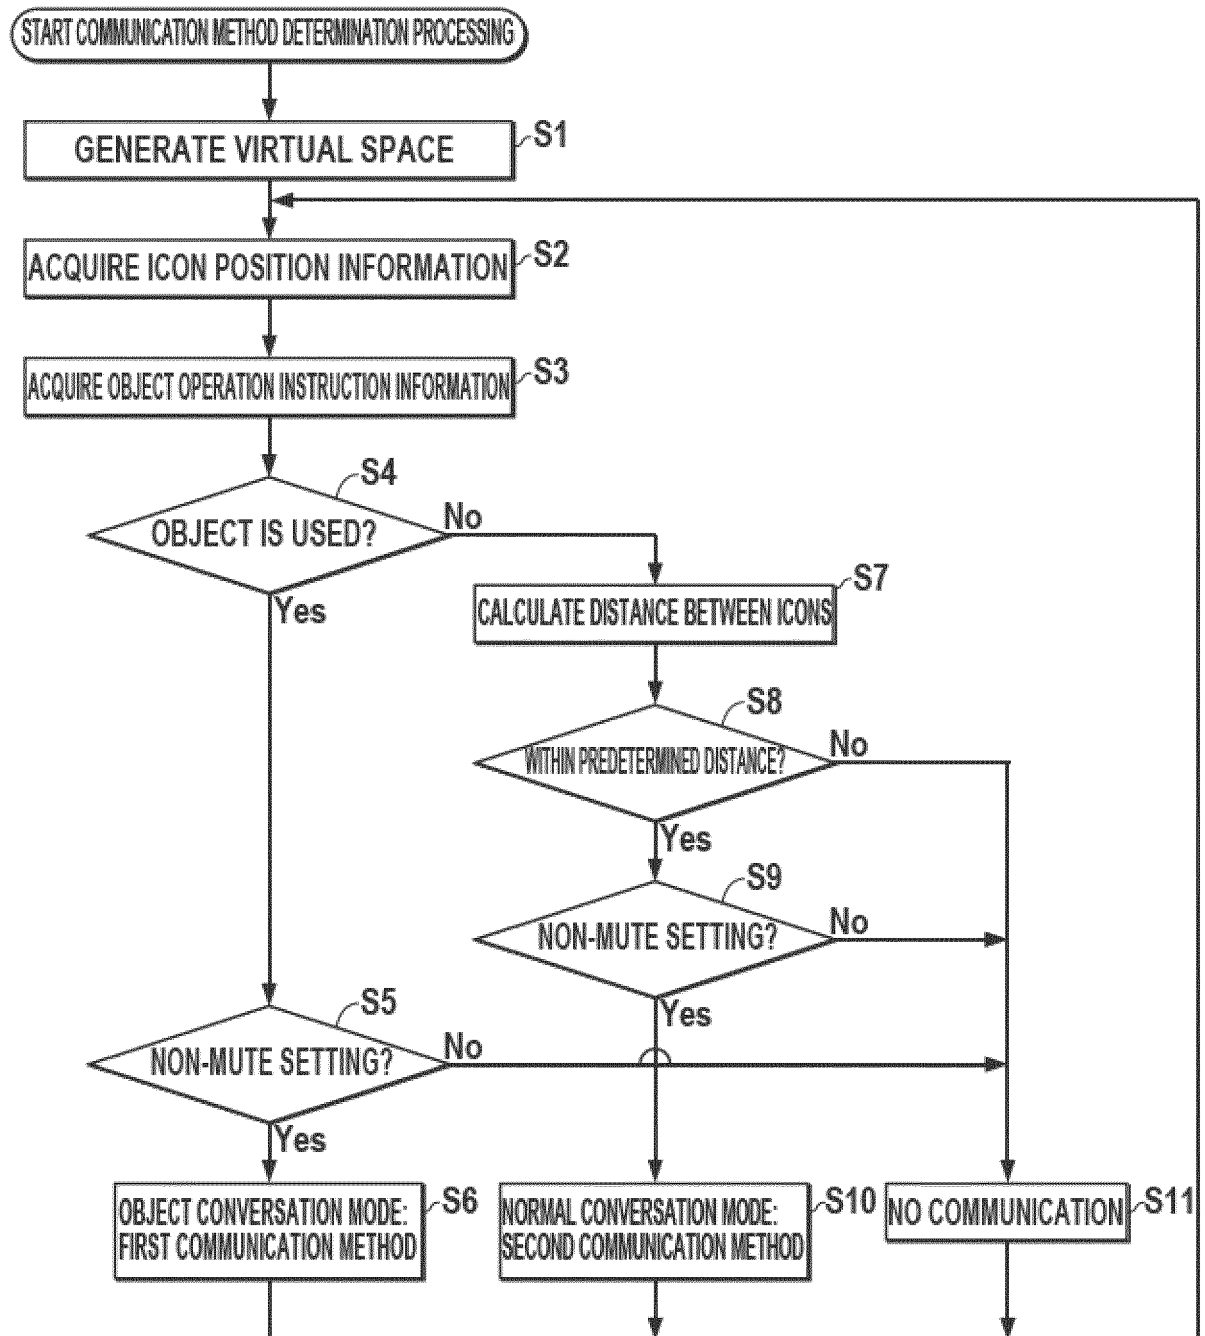 START COMMUNICATION METHOD DETERMINATION PROCESSING
GENERATE VIRTUAL SPACE
S1
ACQUIRE ICON POSITION INFORMATION
S2
ACQUIRE OBJECT OPERATION INSTRUCTION INFORMATION
S3
S4
OBJECT IS USED?
No
Yes
S7
CALCULATE DISTANCE BETWEEN ICONS
S8
WITHIN PREDETERMINED DISTANCE?
No
Yes
S9
NON-MUTE SETTING?
No
Yes
S5
NON-MUTE SETTING?
No
Yes
OBJECT CONVERSATION MODE:
FIRST COMMUNICATION METHOD
S6
NORMAL CONVERSATION MODE:
SECOND COMMUNICATION METHOD
S10
NO COMMUNICATION
S11